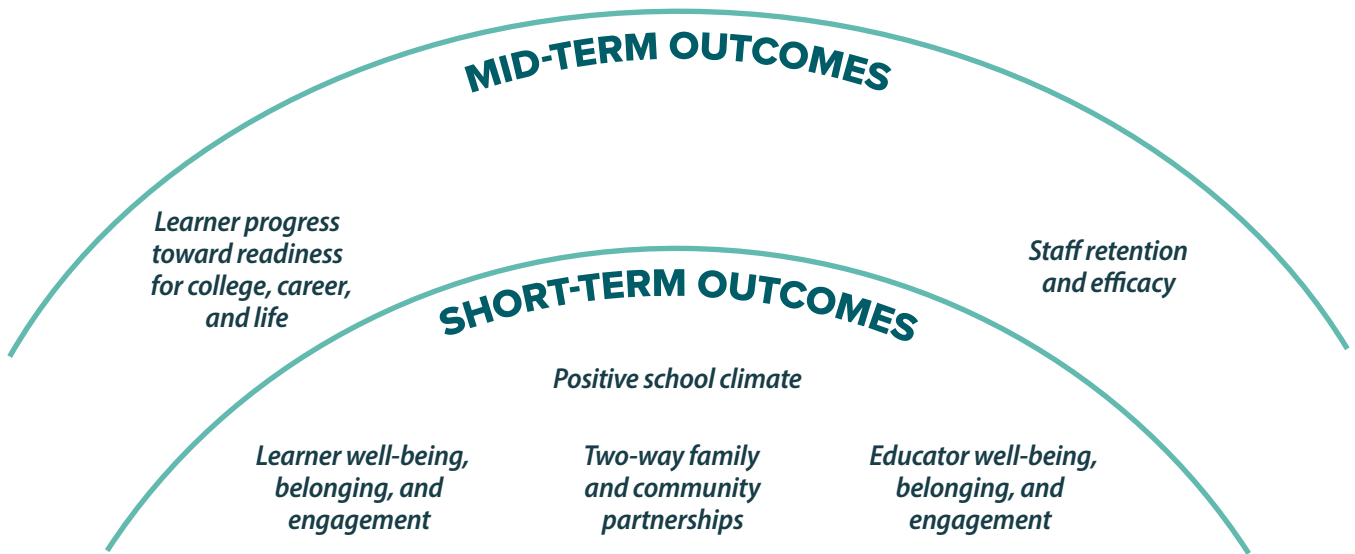 MID-TERM OUTCOMES
Learner progress
toward readiness
for college, career,
and life
Staff retention
and efficacy
SHORT-TERM OUTCOMES
Positive school climate
Learner well-being,
belonging, and
engagement
Two-way family
and community
partnerships
Educator well-being,
belonging, and
engagement